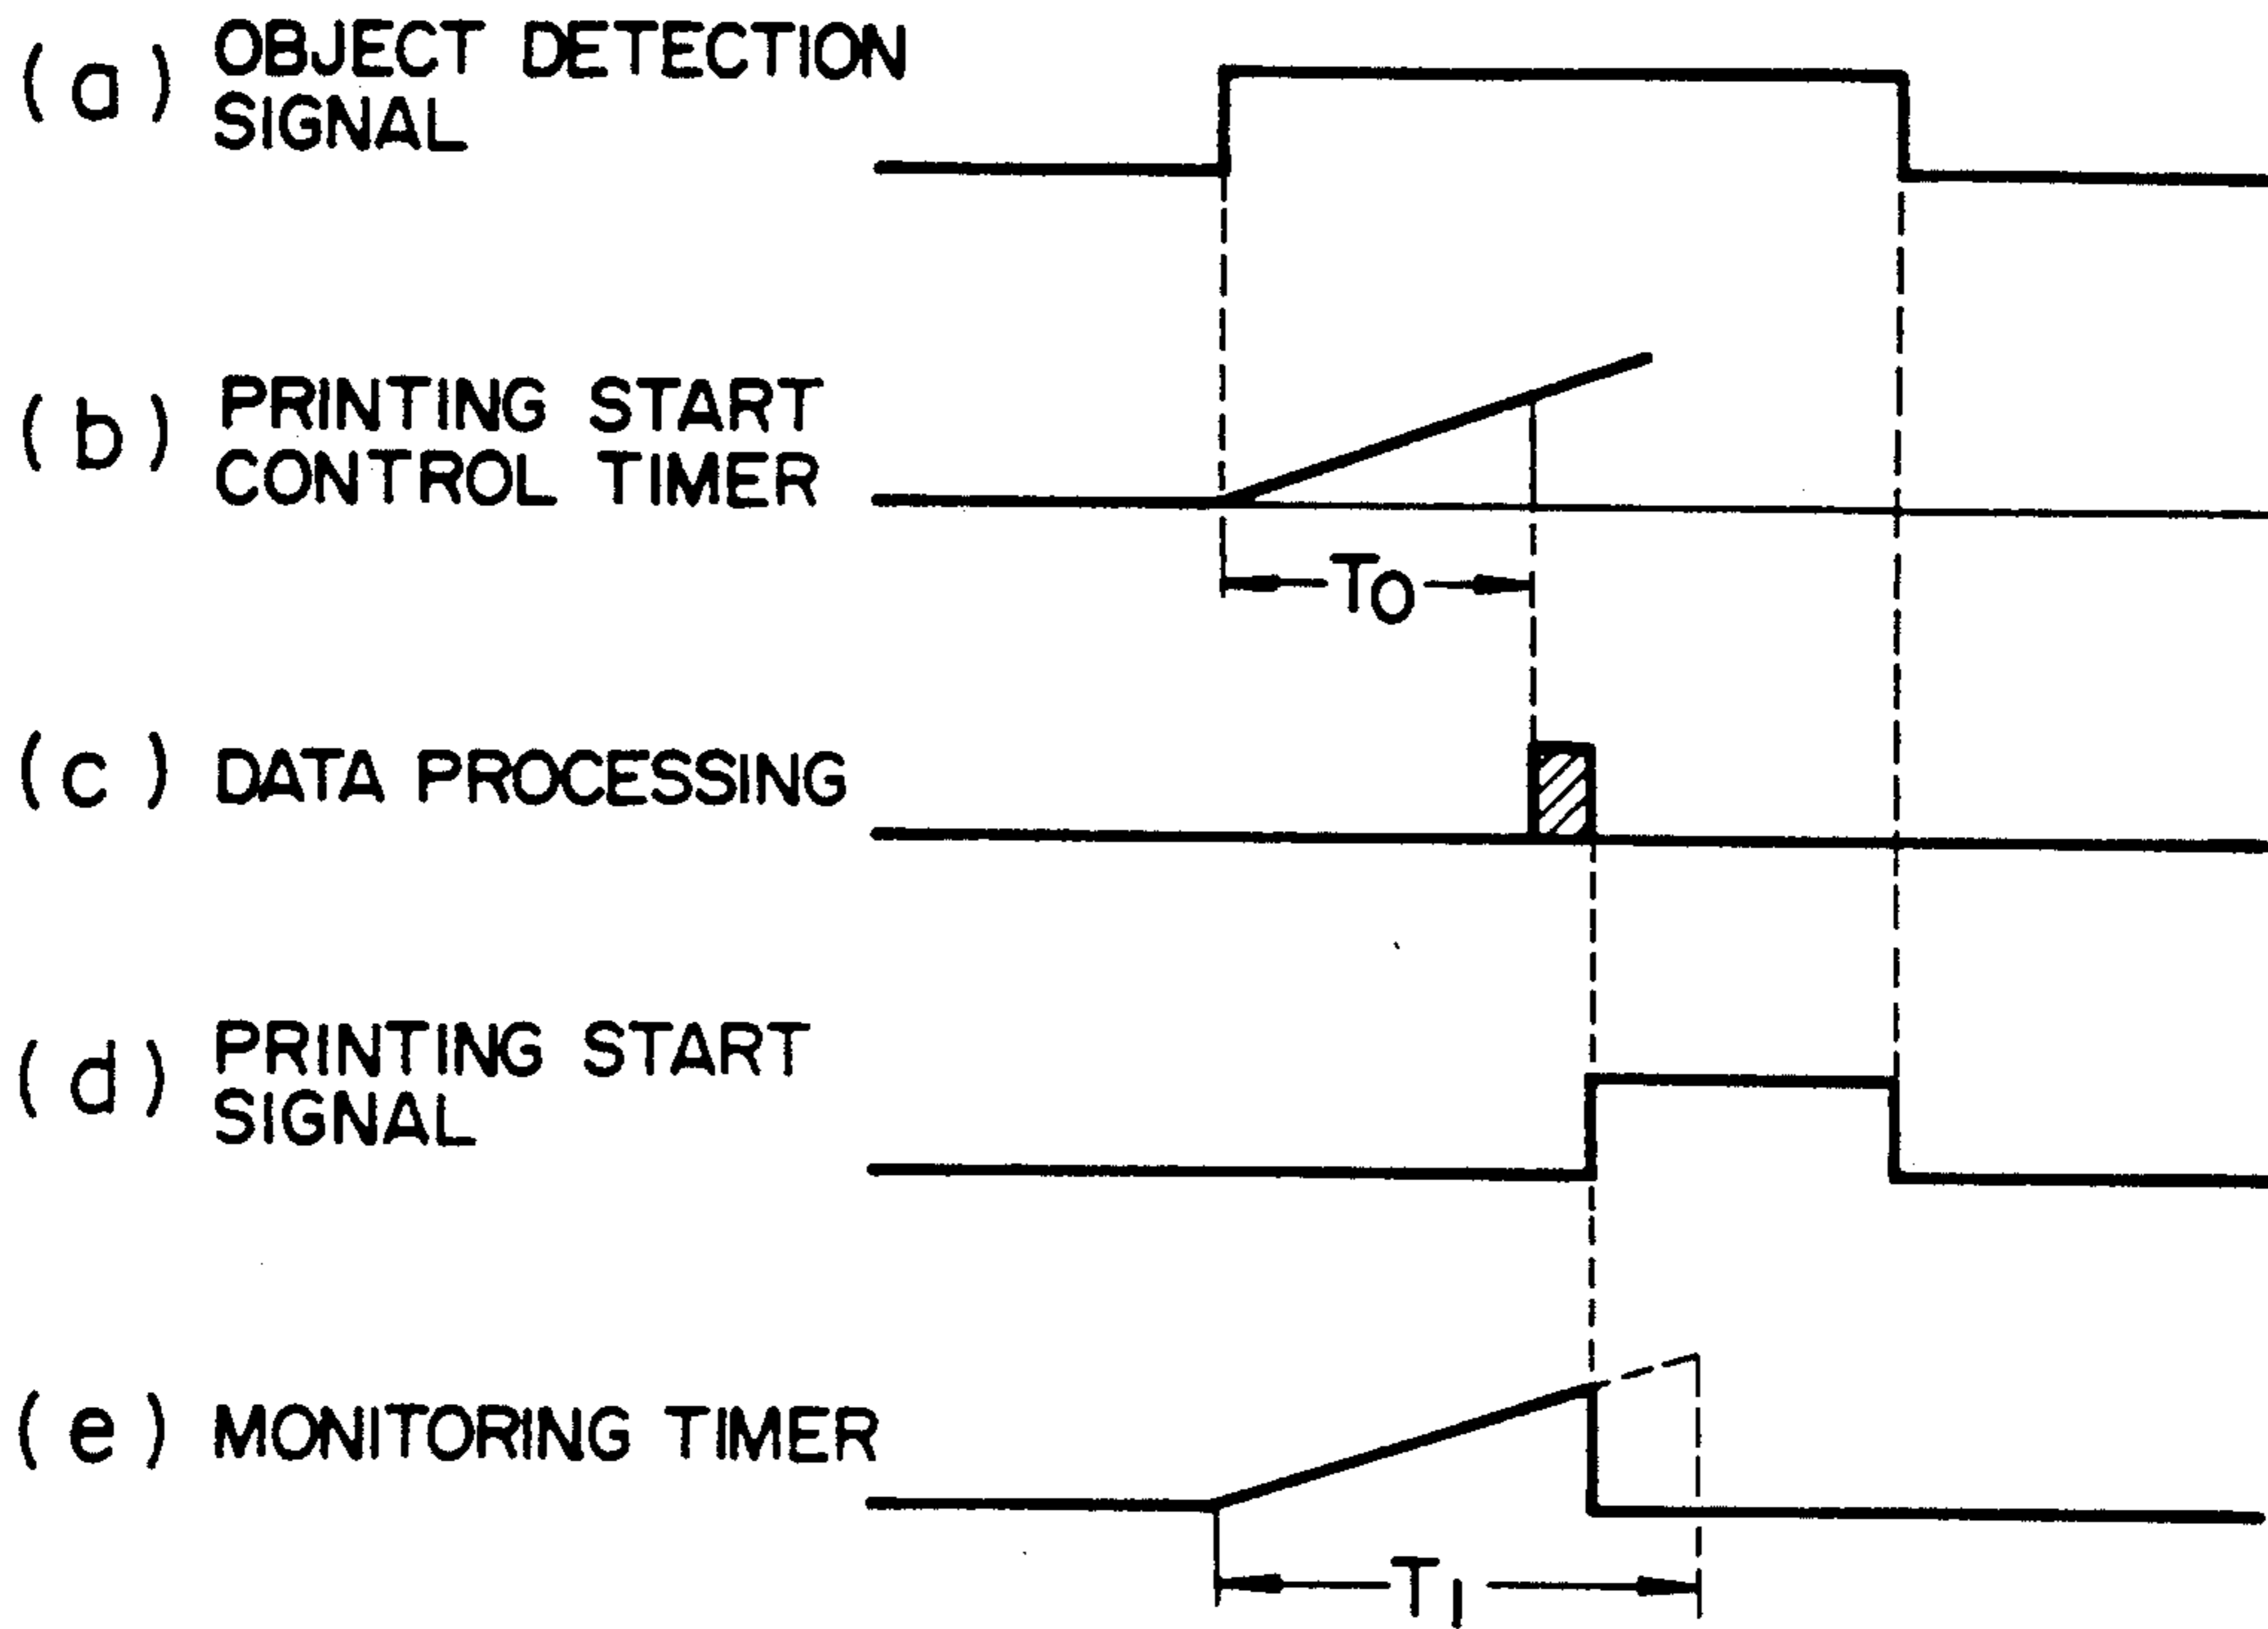 (a) OBJECT DETECTION
SIGNAL
(b) PRINTING START
CONTROL TIMER
T0
(c) DATA PROCESSING
(d) PRINTING START
SIGNAL
(e) MONITORING TIMER
T1